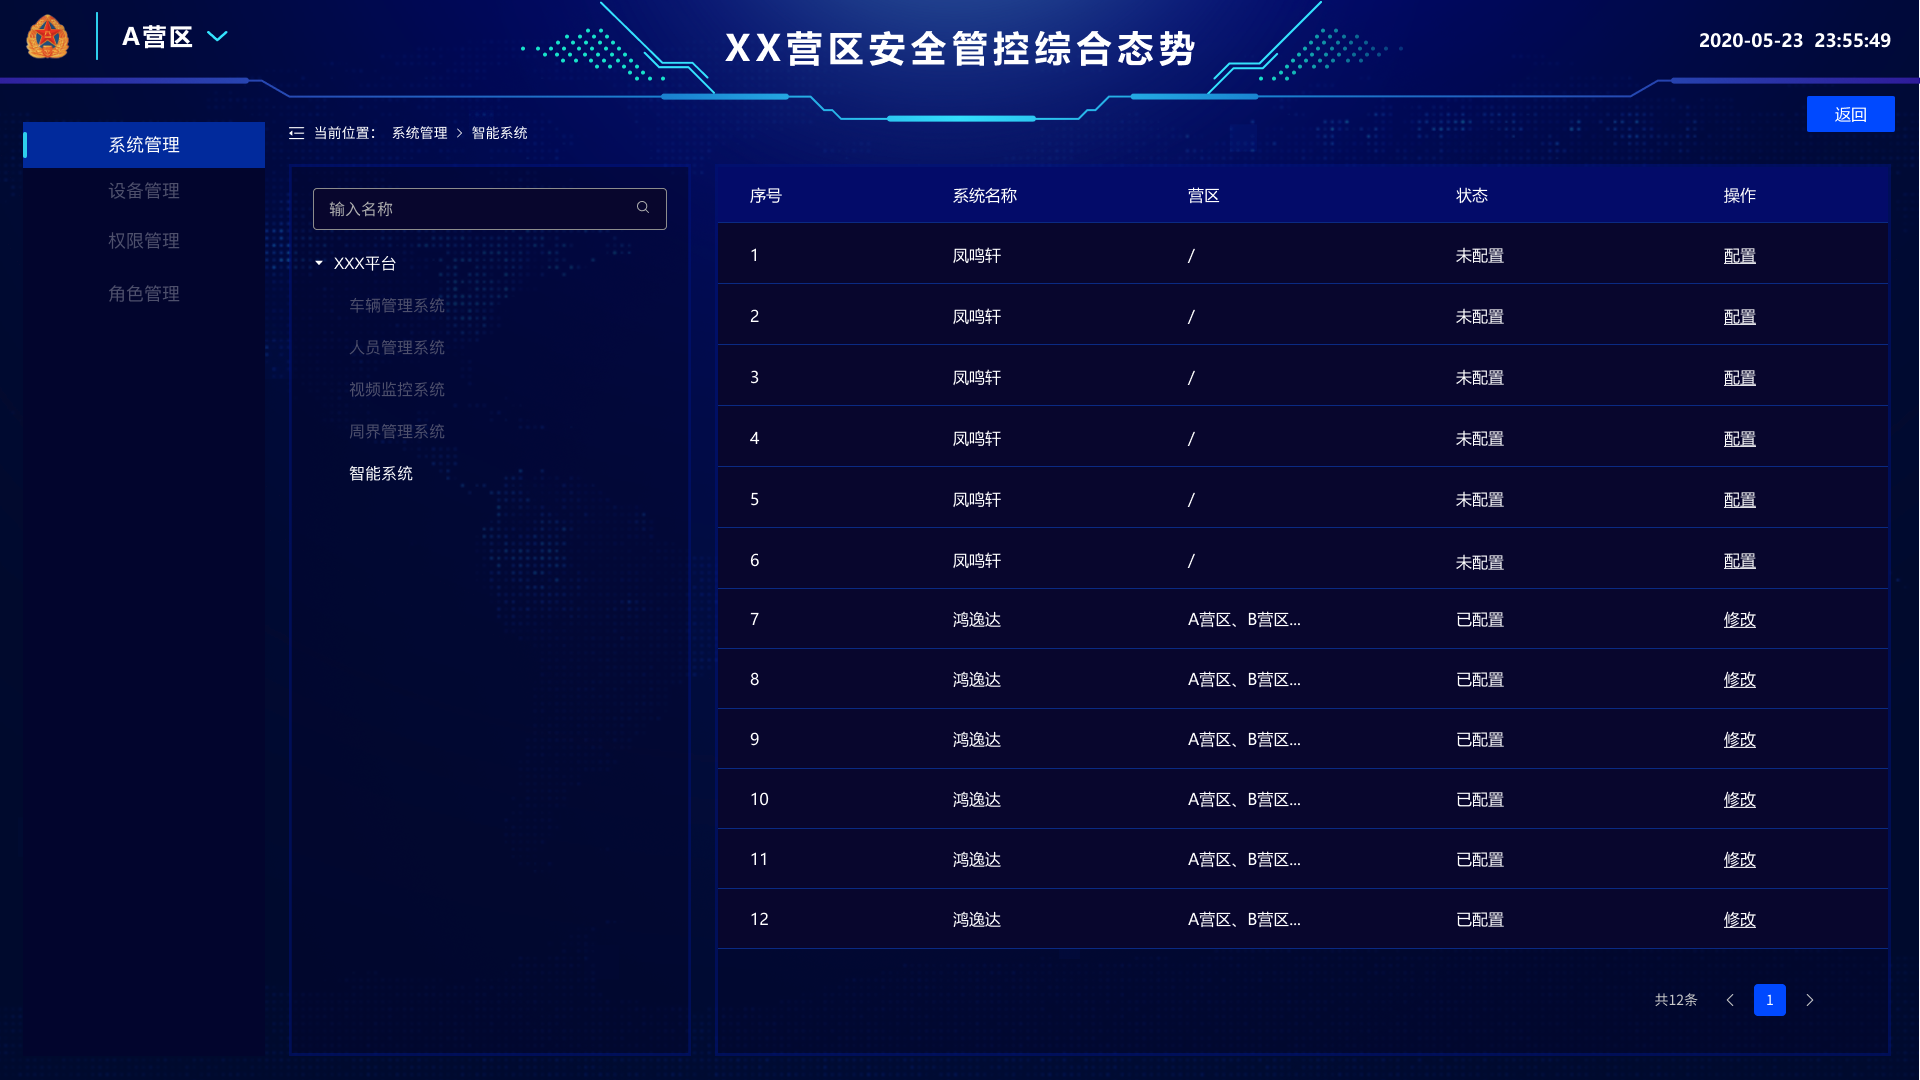 A营区
XX营区安全管控综合态势
2020-05-23 23:55:49
返回
系统管理
设备管理
权限管理
角色管理
当前位置： 系统管理 > 智能系统
输入名称
XXX平台
车辆管理系统
人员管理系统
视频监控系统
周界管理系统
智能系统
序号 系统名称 营区 状态 操作
1 凤鸣轩 / 未配置 配置
2 凤鸣轩 / 未配置 配置
3 凤鸣轩 / 未配置 配置
4 凤鸣轩 / 未配置 配置
5 凤鸣轩 / 未配置 配置
6 凤鸣轩 / 未配置 配置
7 鸿逸达 A营区、B营区... 已配置 修改
8 鸿逸达 A营区、B营区... 已配置 修改
9 鸿逸达 A营区、B营区... 已配置 修改
10 鸿逸达 A营区、B营区... 已配置 修改
11 鸿逸达 A营区、B营区... 已配置 修改
12 鸿逸达 A营区、B营区... 已配置 修改
共12条 < 1 >